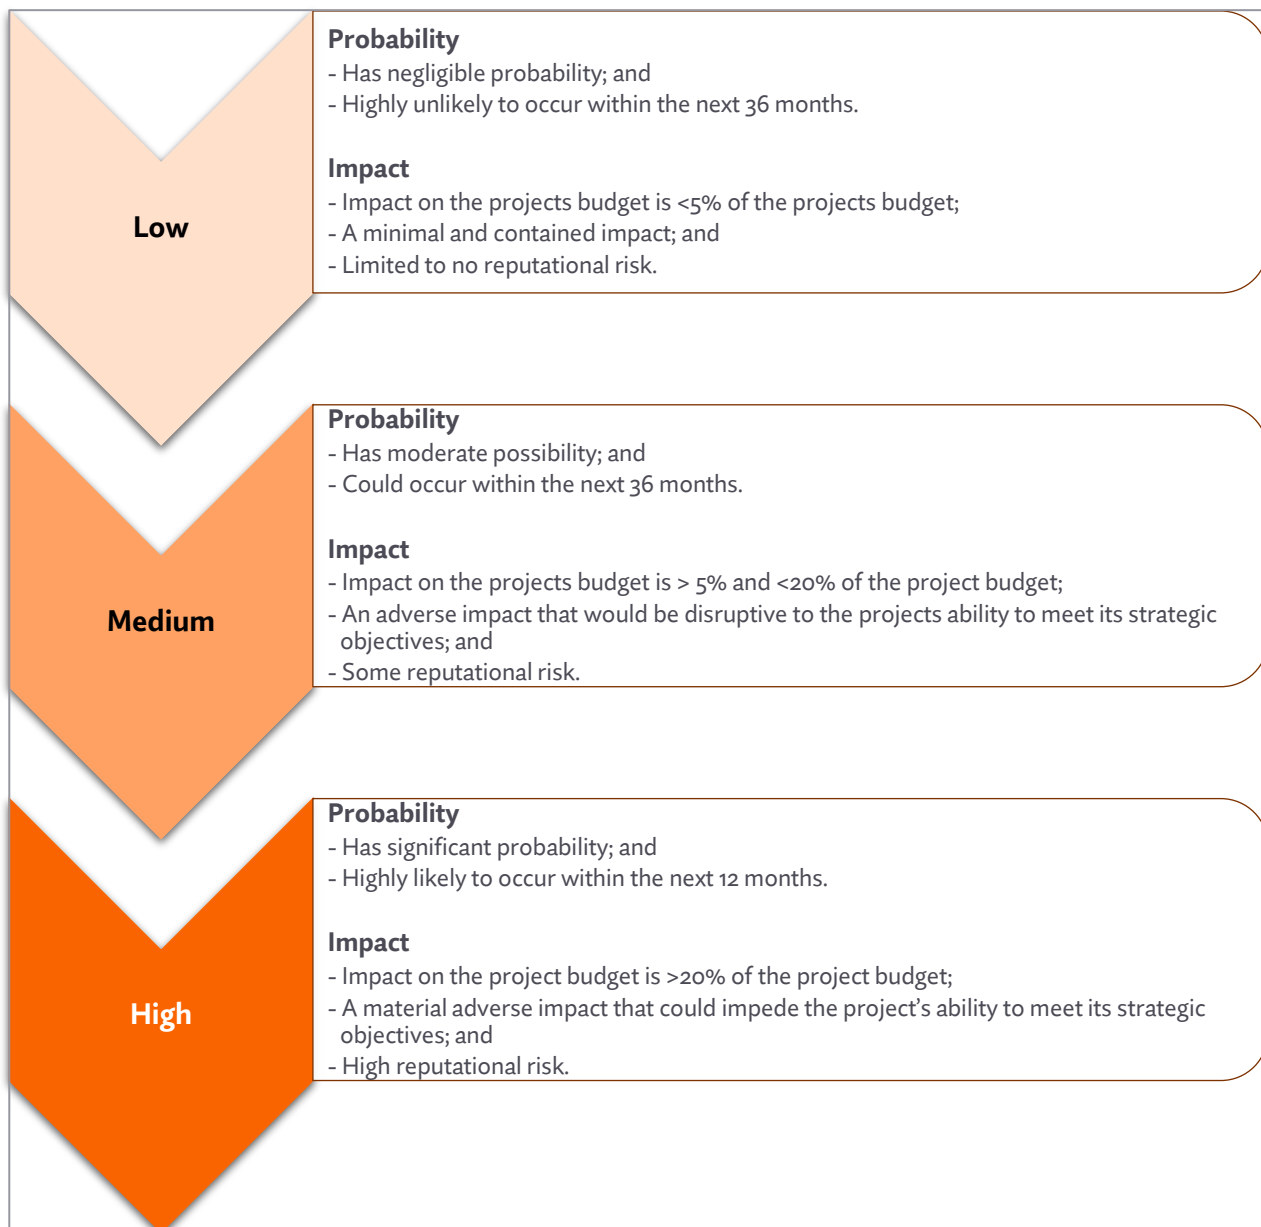 Low
Probability
- Has negligible probability; and
- Highly unlikely to occur within the next 36 months.
Impact
- Impact on the projects budget is <5% of the projects budget;
- A minimal and contained impact; and
- Limited to no reputational risk.
Medium
Probability
- Has moderate possibility; and
- Could occur within the next 36 months.
Impact
- Impact on the projects budget is > 5% and <20% of the project budget;
- An adverse impact that would be disruptive to the projects ability to meet its strategic
objectives; and
- Some reputational risk.
High
Probability
- Has significant probability; and
- Highly likely to occur within the next 12 months.
Impact
- Impact on the project budget is >20% of the project budget;
- A material adverse impact that could impede the project’s ability to meet its strategic
objectives; and
- High reputational risk.